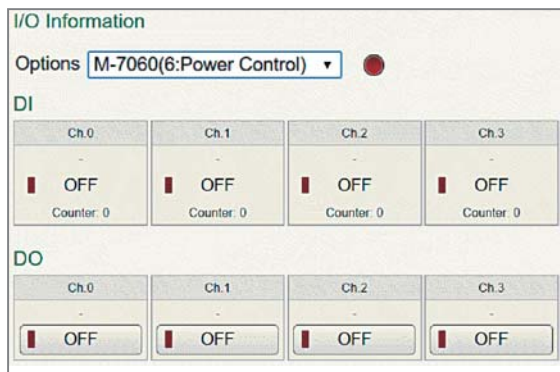 I/O Information
Options M-7060(6:Power Control)
DI
Ch.0 Ch.1 Ch.2 Ch.3
- - - -
OFF OFF OFF OFF
Counter: 0 Counter: 0 Counter: 0 Counter: 0
DO
Ch.0 Ch.1 Ch.2 Ch.3
- - - -
OFF OFF OFF OFF